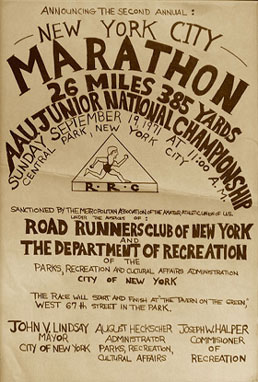 ANNOUNCING THE SECOND ANNUAL:
NEW YORK CITY
MARATHON
26 MILES 385 YARDS
A.A.U. JUNIOR NATIONAL CHAMPIONSHIP
SUNDAY SEPTEMBER 19, 1971 AT 11:00 A.M.
CENTRAL PARK, NEW YORK CITY
R.R.C
SANCTIONED BY THE METROPOLITAN ASSOCIATION OF THE AMATEUR ATHLETIC UNION OF U.S.
UNDER THE AUSPICES OF:
ROAD RUNNERS CLUB OF NEW YORK
AND
THE DEPARTMENT OF RECREATION
OF THE
PARKS, RECREATION AND CULTURAL AFFAIRS ADMINISTRATION
CITY OF NEW YORK
THE RACE WILL START AND FINISH AT "THE TAVERN ON THE GREEN,"
WEST 67th STREET IN THE PARK.
JOHN V. LINDSAY AUGUST HECKSCHER JOSEPH W. HALPER
MAYOR ADMINISTRATOR COMMISIONER
CITY OF NEW YORK PARKS, RECREATION, OF
CULTURAL AFFAIRS RECREATION